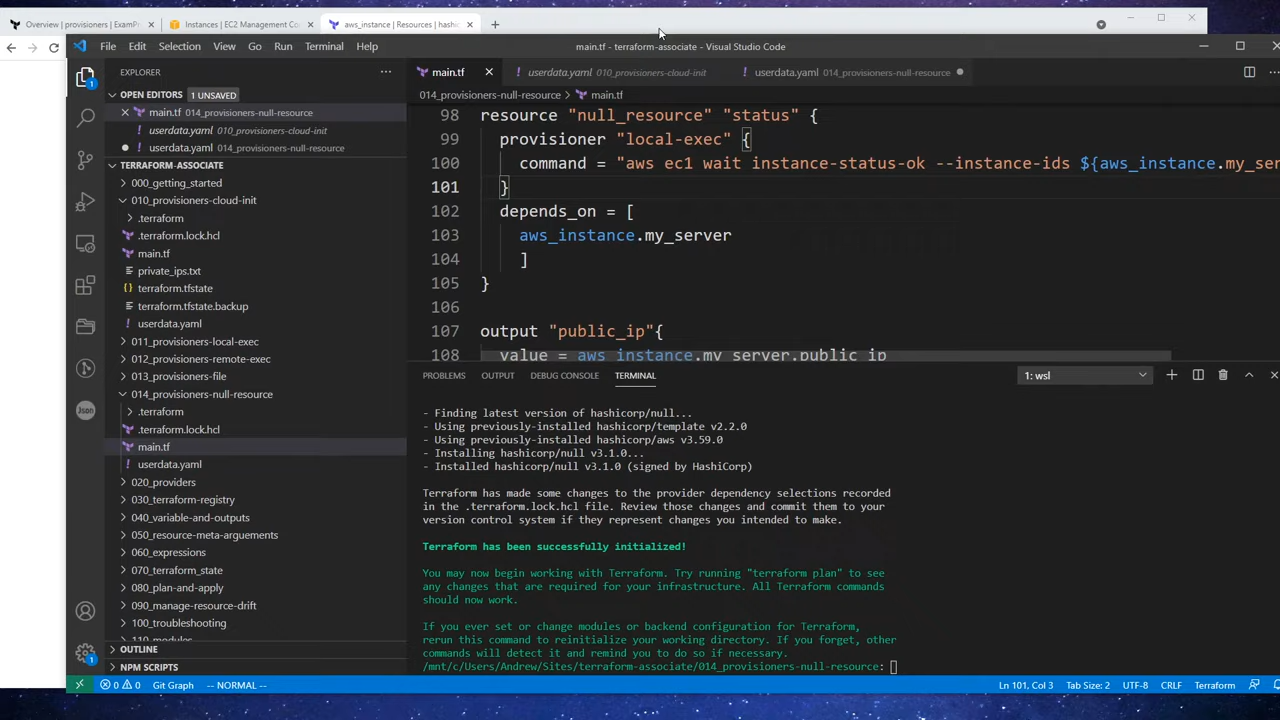 Overview | provisioners | ExamPr
Instances | EC2 Management Co
aws_instance | Resources | hashic
File Edit Selection View Go Run Terminal Help
main.tf - terraform-associate - Visual Studio Code
EXPLORER
OPEN EDITORS 1 UNSAVED
main.tf 014_provisioners-null-resource
userdata.yaml 010_provisioners-cloud-init
userdata.yaml 014_provisioners-null-resource
TERRAFORM-ASSOCIATE
000_getting_started
010_provisioners-cloud-init
.terraform
.terraform.lock.hcl
main.tf
private_ips.txt
terraform.tfstate
terraform.tfstate.backup
userdata.yaml
011_provisioners-local-exec
012_provisioners-remote-exec
013_provisioners-file
014_provisioners-null-resource
.terraform
.terraform.lock.hcl
main.tf
userdata.yaml
020_providers
030_terraform-registry
040_variable-and-outputs
050_resource-meta-arguements
060_expressions
070_terraform_state
080_plan-and-apply
090_manage-resource-drift
100_troubleshooting
110_modules
OUTLINE
NPM SCRIPTS
main.tf
userdata.yaml 010_provisioners-cloud-init
userdata.yaml 014_provisioners-null-resource
014_provisioners-null-resource > main.tf
98 resource "null_resource" "status" {
99 provisioner "local-exec" {
100 command = "aws ec1 wait instance-status-ok --instance-ids ${aws_instance.my_ser
101 }
102 depends_on = [
103 aws_instance.my_server
104 ]
105 }
106
107 output "public_ip"{
108 value = aws_instance.my_server.public_ip
PROBLEMS OUTPUT DEBUG CONSOLE TERMINAL
1: wsl
- Finding latest version of hashicorp/null...
- Using previously-installed hashicorp/template v2.2.0
- Using previously-installed hashicorp/aws v3.59.0
- Installing hashicorp/null v3.1.0...
- Installed hashicorp/null v3.1.0 (signed by HashiCorp)
Terraform has made some changes to the provider dependency selections recorded
in the .terraform.lock.hcl file. Review those changes and commit them to your
version control system if they represent changes you intended to make.
Terraform has been successfully initialized!
You may now begin working with Terraform. Try running "terraform plan" to see
any changes that are required for your infrastructure. All Terraform commands
should now work.
If you ever set or change modules or backend configuration for Terraform,
rerun this command to reinitialize your working directory. If you forget, other
commands will detect it and remind you to do so if necessary.
/mnt/c/Users/Andrew/Sites/terraform-associate/014_provisioners-null-resource:
1
Json
1
0 0 Git Graph -- NORMAL --
Ln 101, Col 3 Tab Size: 2 UTF-8 CRLF Terraform